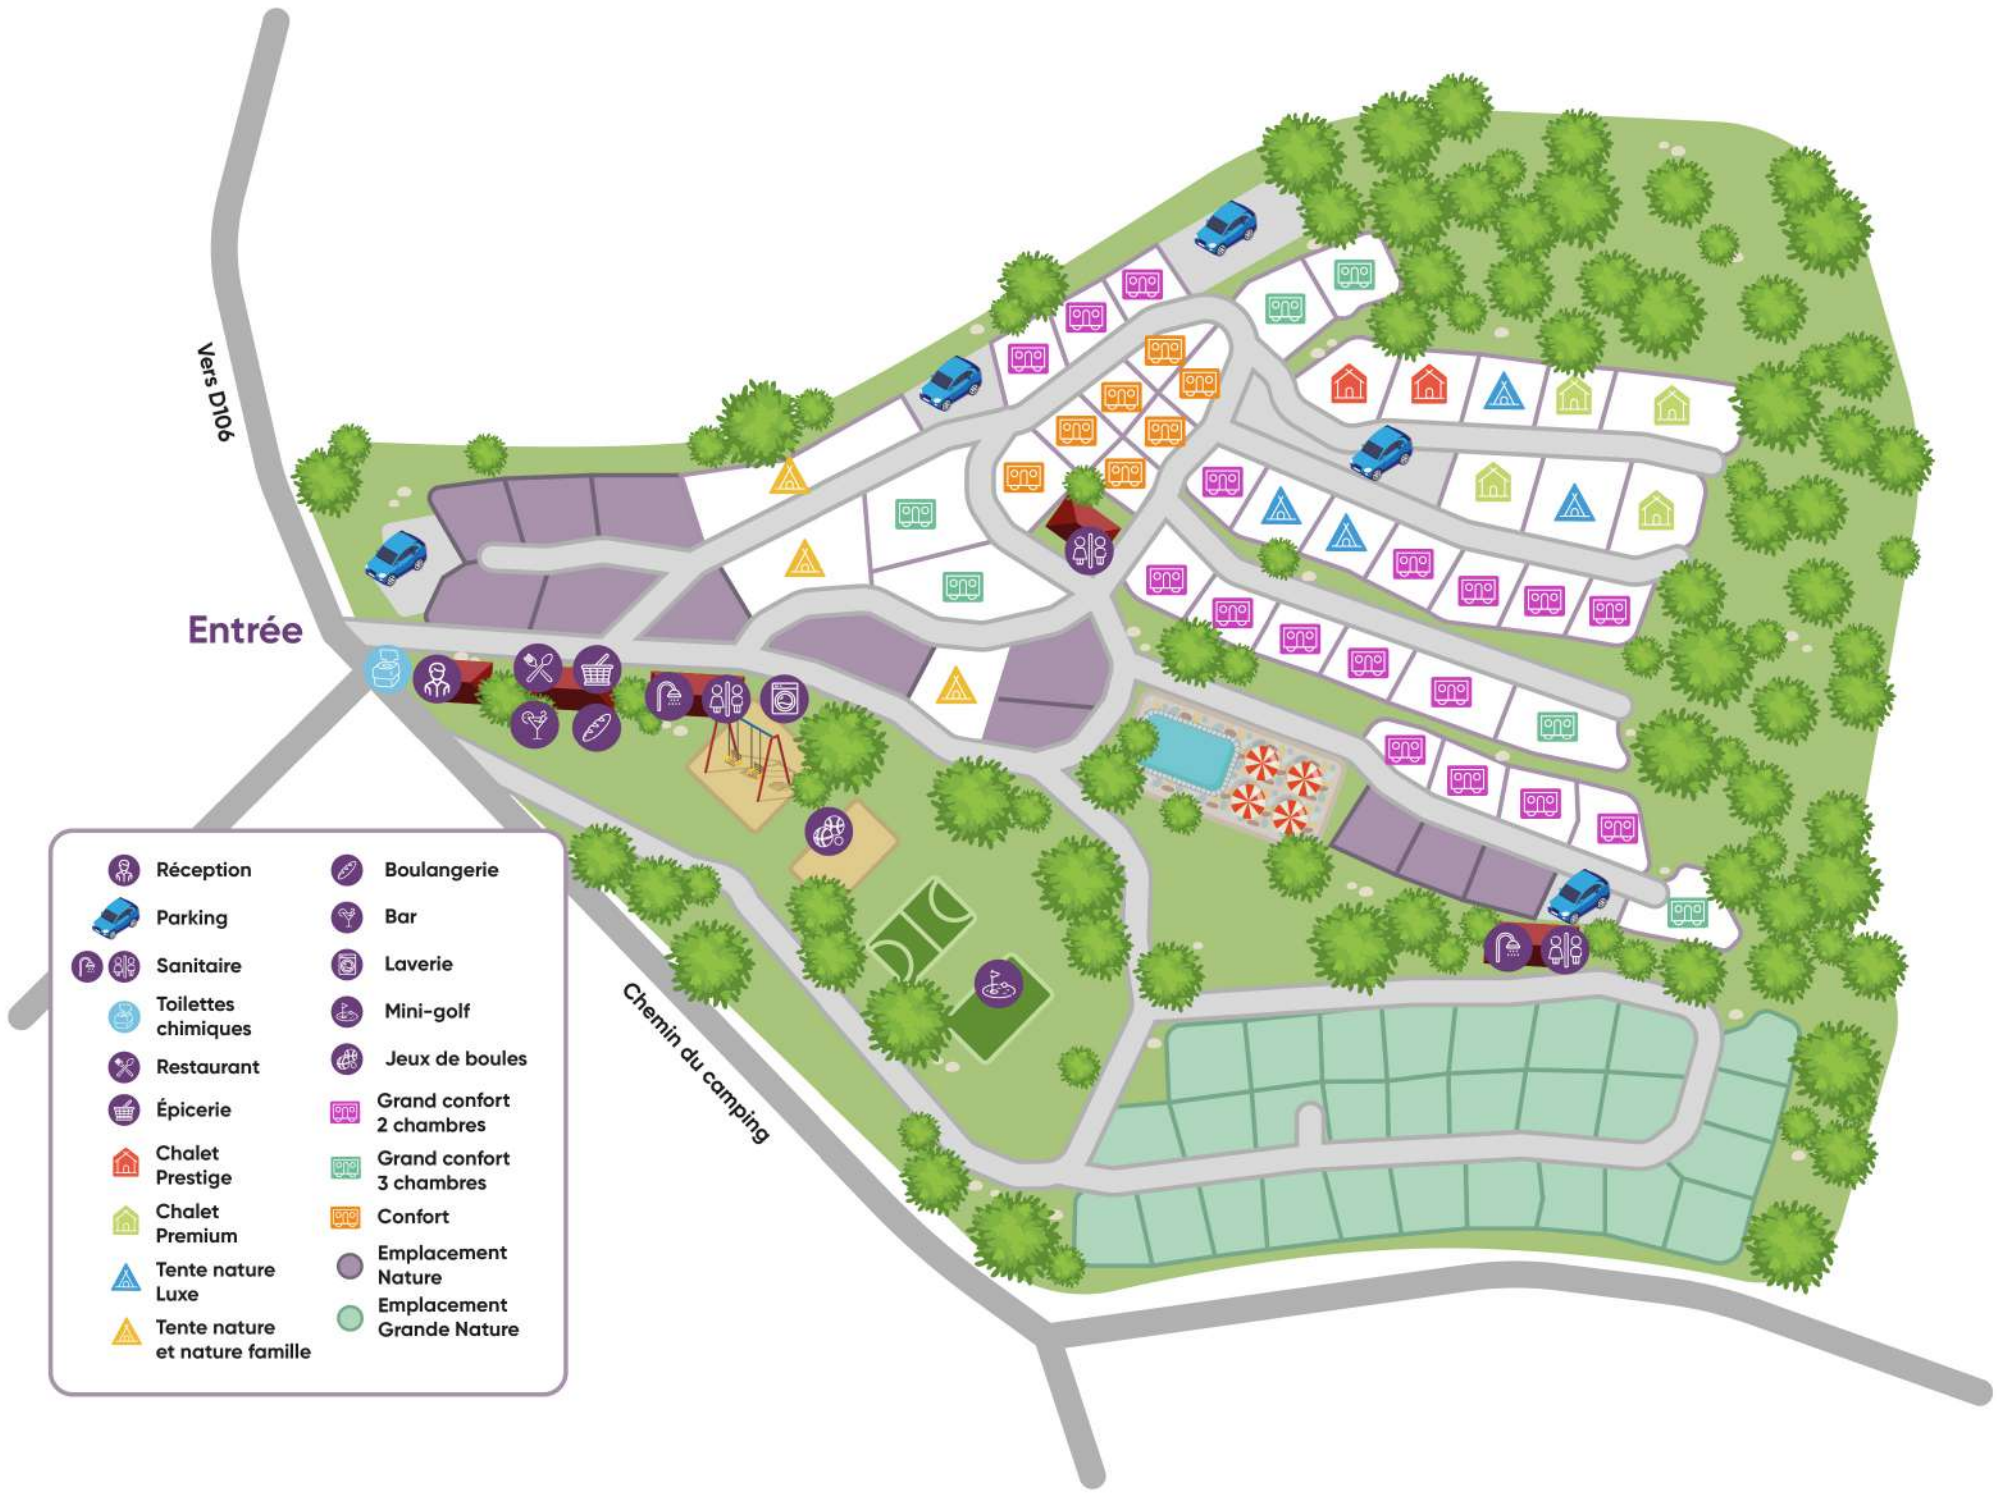 Vers D106
Entrée
Chemin du camping
Réception
Parking
Sanitaire
Toilettes
chimiques
Restaurant
Épicerie
Chalet
Prestige
Chalet
Premium
Tente nature
Luxe
Tente nature
et nature famille
Boulangerie
Bar
Laverie
Mini-golf
Jeux de boules
Grand confort
2 chambres
Grand confort
3 chambres
Confort
Emplacement
Nature
Emplacement
Grande Nature